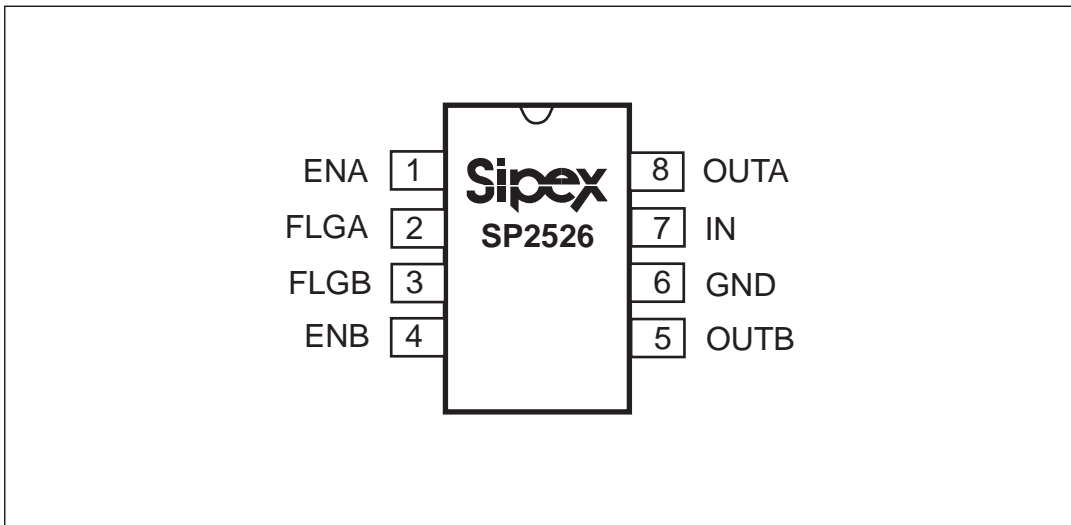 Sipex
SP2526
ENA 1
FLGA 2
FLGB 3
ENB 4
8 OUTA
7 IN
6 GND
5 OUTB